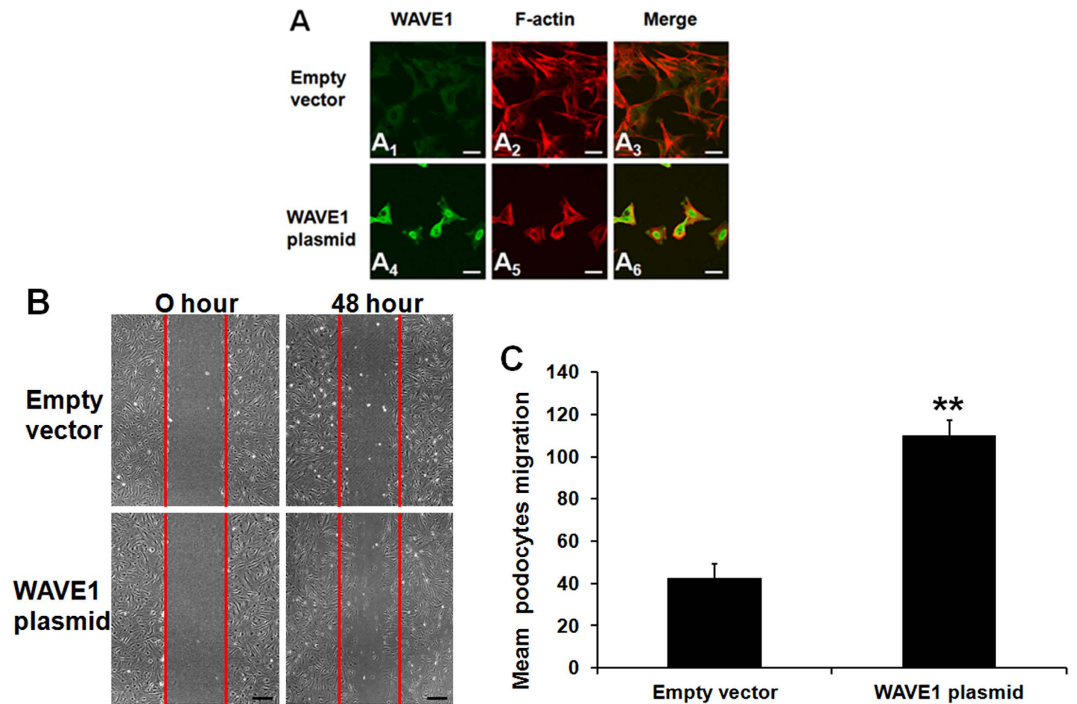 A
WAVE1 F-actin Merge
Empty
vector
A1 A2 A3
WAVE1
plasmid
A4 A5 A6
B
O hour 48 hour
Empty
vector
WAVE1
plasmid
C
Meam podocytes migration
140
120
100
80
60
40
20
0
**
Empty vector WAVE1 plasmid